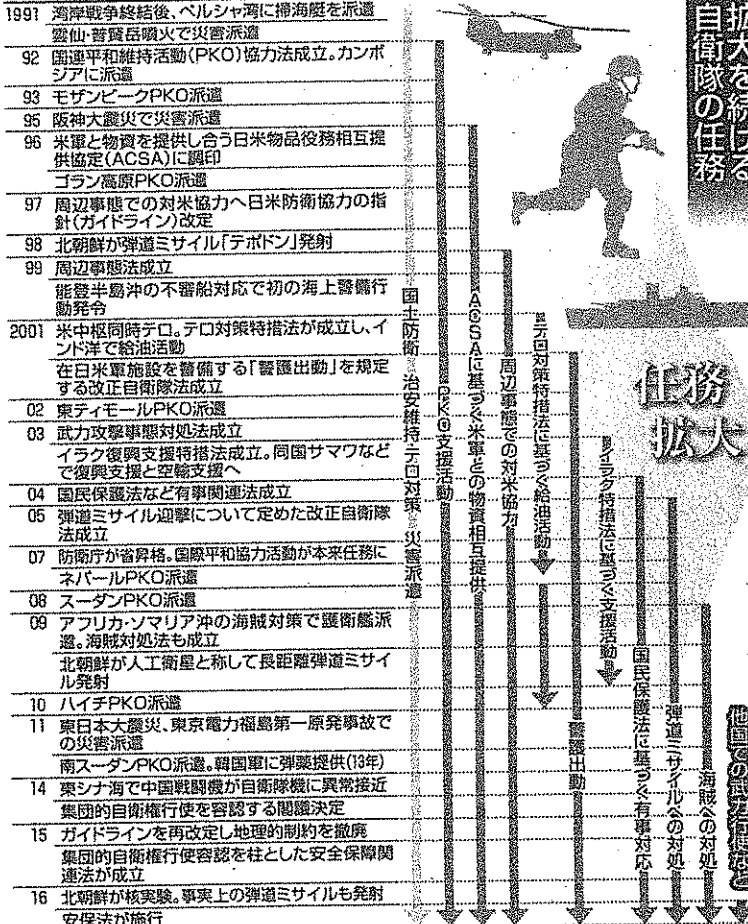 拡大を続ける
自衛隊の任務
1991 湾岸戦争終結後、ペルシャ湾に掃海艇を派遣
雲仙・普賢岳噴火で災害派遣
92 国連平和維持活動(PKO)協力法成立。カンボ
ジアに派遣
93 モザンビークPKO派遣
95 阪神大震災で災害派遣
96 米軍と物資を提供し合う日米物品役務相互提
供協定(ACSA)に調印
ゴラン高原PKO派遣
97 周辺事態での対米協力へ日米防衛協力の指
針(ガイドライン)改定
98 北朝鮮が弾道ミサイル「テポドン」発射
99 周辺事態法成立
能登半島沖の不審船対応で初の海上警備行
動発令
2001 米中枢同時テロ。テロ対策特措法が成立し、イ
ンド洋で給油活動
在日米軍施設を警備する「警護出動」を規定
する改正自衛隊法成立
02 東ティモールPKO派遣
03 武力攻撃事態対処法成立
イラク復興支援特措法成立。同国サマワなど
で復興支援と空輸支援へ
04 国民保護法など有事関連法成立
05 弾道ミサイル迎撃について定めた改正自衛隊
法成立
07 防衛庁が省昇格。国際平和協力活動が本来任務に
ネパールPKO派遣
08 スーダンPKO派遣
09 アフリカ・ソマリア沖の海賊対策で護衛艦派
遣。海賊対処法も成立
北朝鮮が人工衛星と称して長距離弾道ミサイ
ル発射
10 ハイチPKO派遣
11 東日本大震災、東京電力福島第一原発事故で
の災害派遣
南スーダンPKO派遣。韓国軍に弾薬提供(13年)
14 東シナ海で中国戦闘機が自衛隊機に異常接近
集団的自衛権行使を容認する閣議決定
15 ガイドラインを再改定し地理的制約を撤廃
集団的自衛権行使容認を柱とした安全保障関
連法が成立
16 北朝鮮が核実験。事実上の弾道ミサイルも発射
安保法が施行
国土防衛 治安維持・テロ対策 災害派遣
PKO支援活動
ACSAに基づく米軍との物資相互提供
周辺事態での対米協力
テロ対策特措法に基づく給油活動
警護出動
イラク特措法に基づく支援活動
国民保護法に基づく有事対応
弾道ミサイルへの対処
海賊への対処
他国での武力行使など
任務
拡大